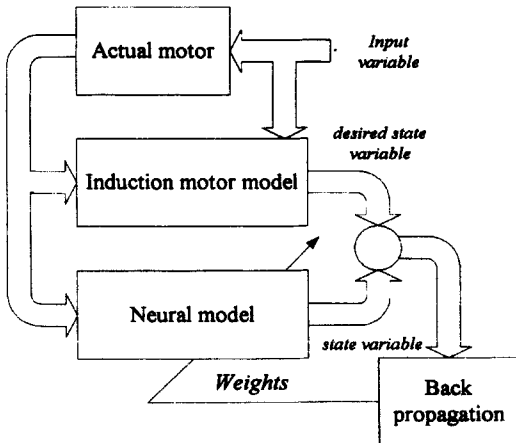 Actual motor
Input
variable
desired state
variable
Induction motor model
Neural model
state variable
Weights
Back
propagation